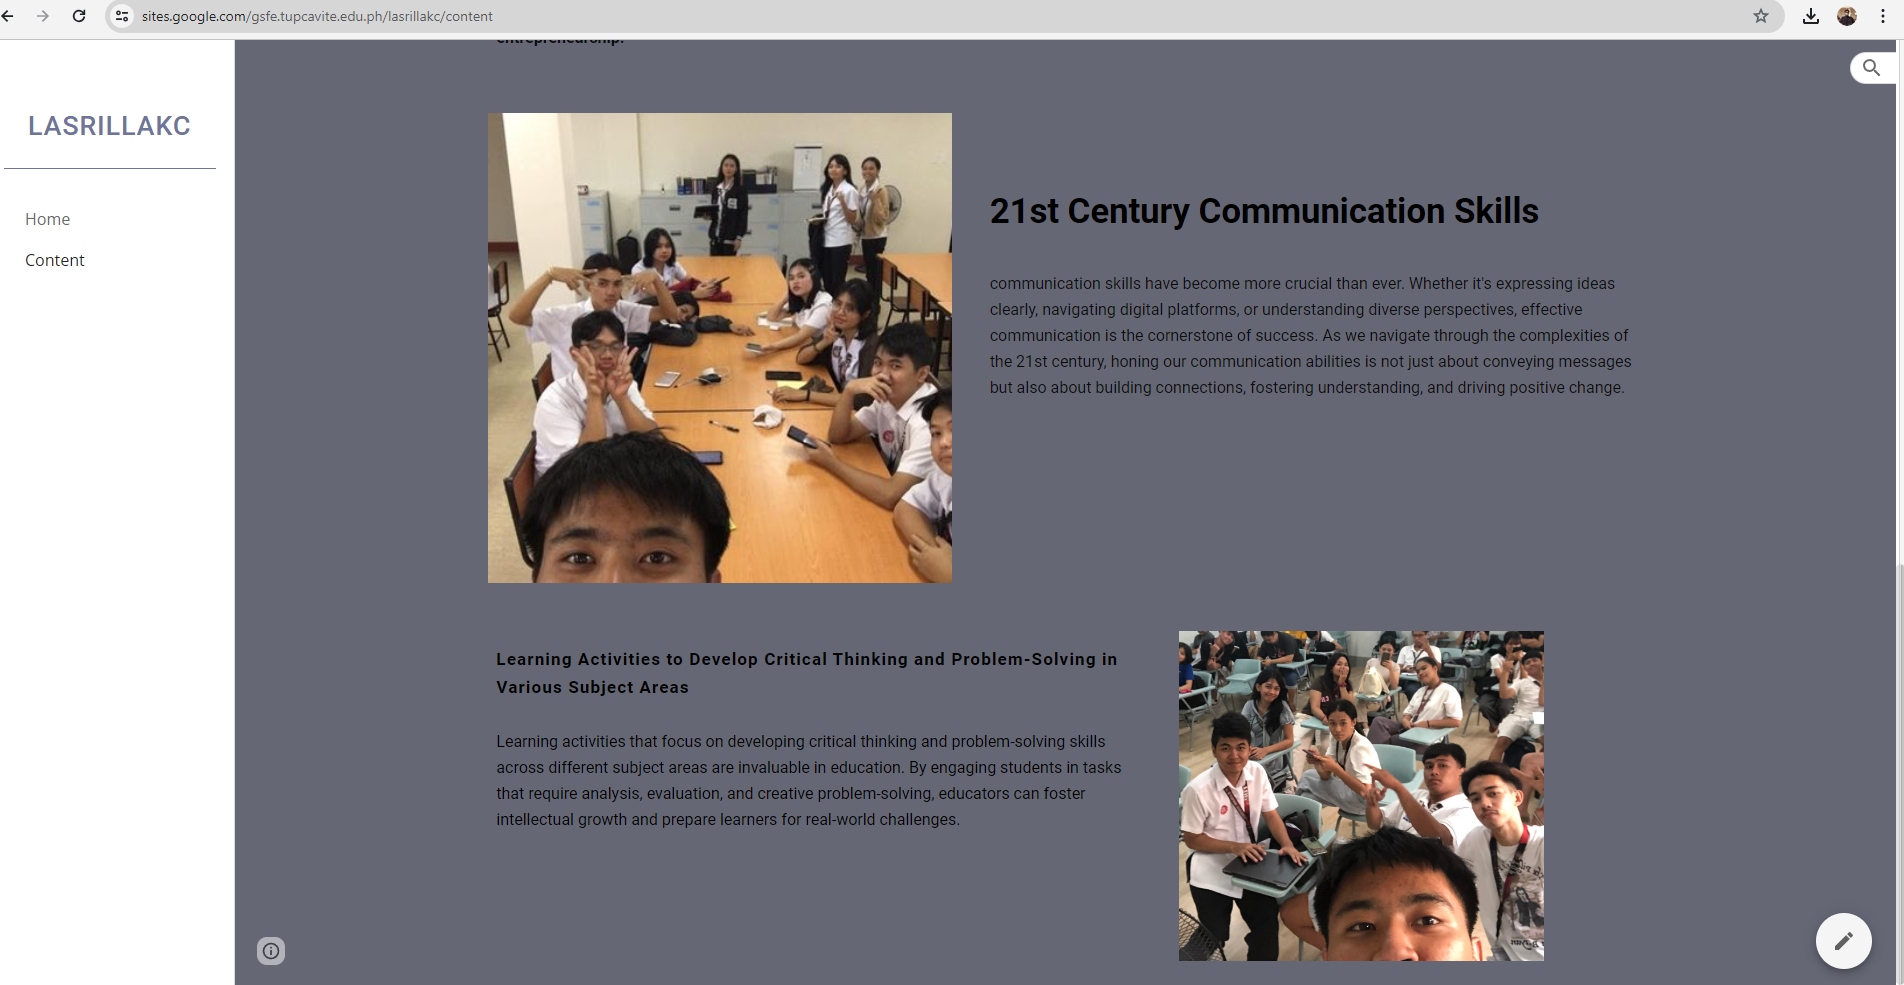 sites.google.com/gsfe.tupcavite.edu.ph/lasrillakc/content
entrepreneurship.
LASRILLAKC
Home
Content
21st Century Communication Skills
communication skills have become more crucial than ever. Whether it's expressing ideas
clearly, navigating digital platforms, or understanding diverse perspectives, effective
communication is the cornerstone of success. As we navigate through the complexities of
the 21st century, honing our communication abilities is not just about conveying messages
but also about building connections, fostering understanding, and driving positive change.
Learning Activities to Develop Critical Thinking and Problem-Solving in
Various Subject Areas
Learning activities that focus on developing critical thinking and problem-solving skills
across different subject areas are invaluable in education. By engaging students in tasks
that require analysis, evaluation, and creative problem-solving, educators can foster
intellectual growth and prepare learners for real-world challenges.